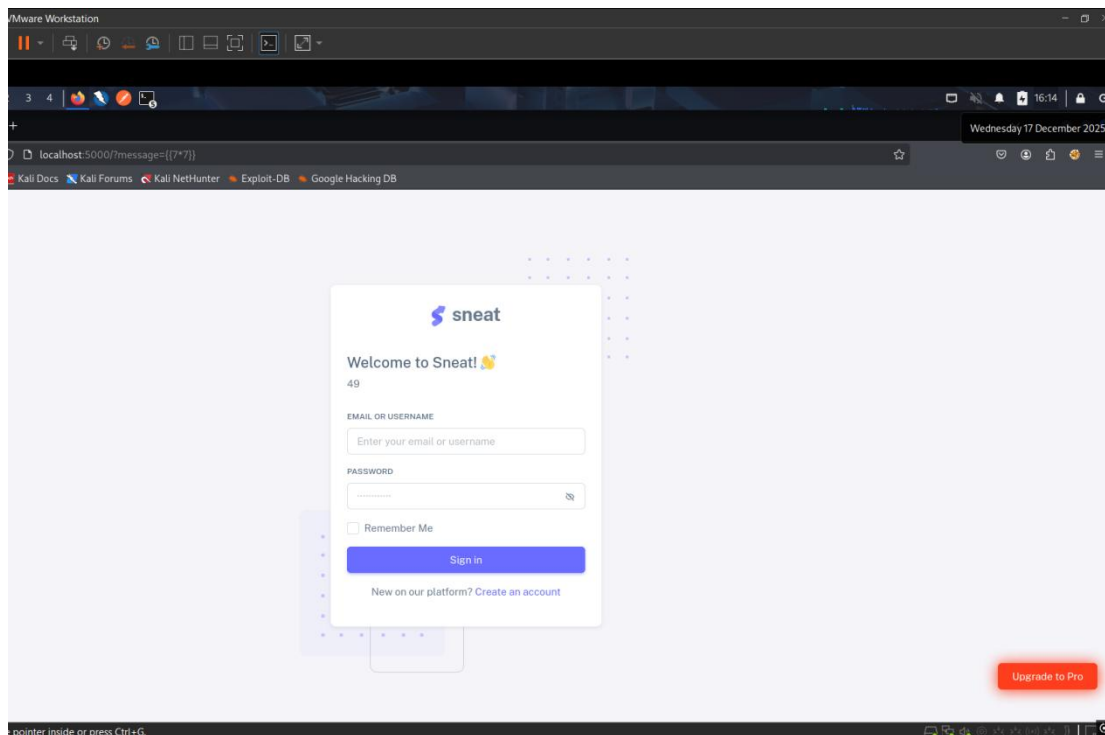 VMware Workstation
3 4
16:14
+
Wednesday 17 December 2025
localhost:5000/?message={{7*7}}
Kali Docs Kali Forums Kali NetHunter Exploit-DB Google Hacking DB
sneat
Welcome to Sneat!
49
EMAIL OR USERNAME
Enter your email or username
PASSWORD
Remember Me
Sign in
New on our platform? Create an account
Upgrade to Pro
pointer inside or press Ctrl+G.